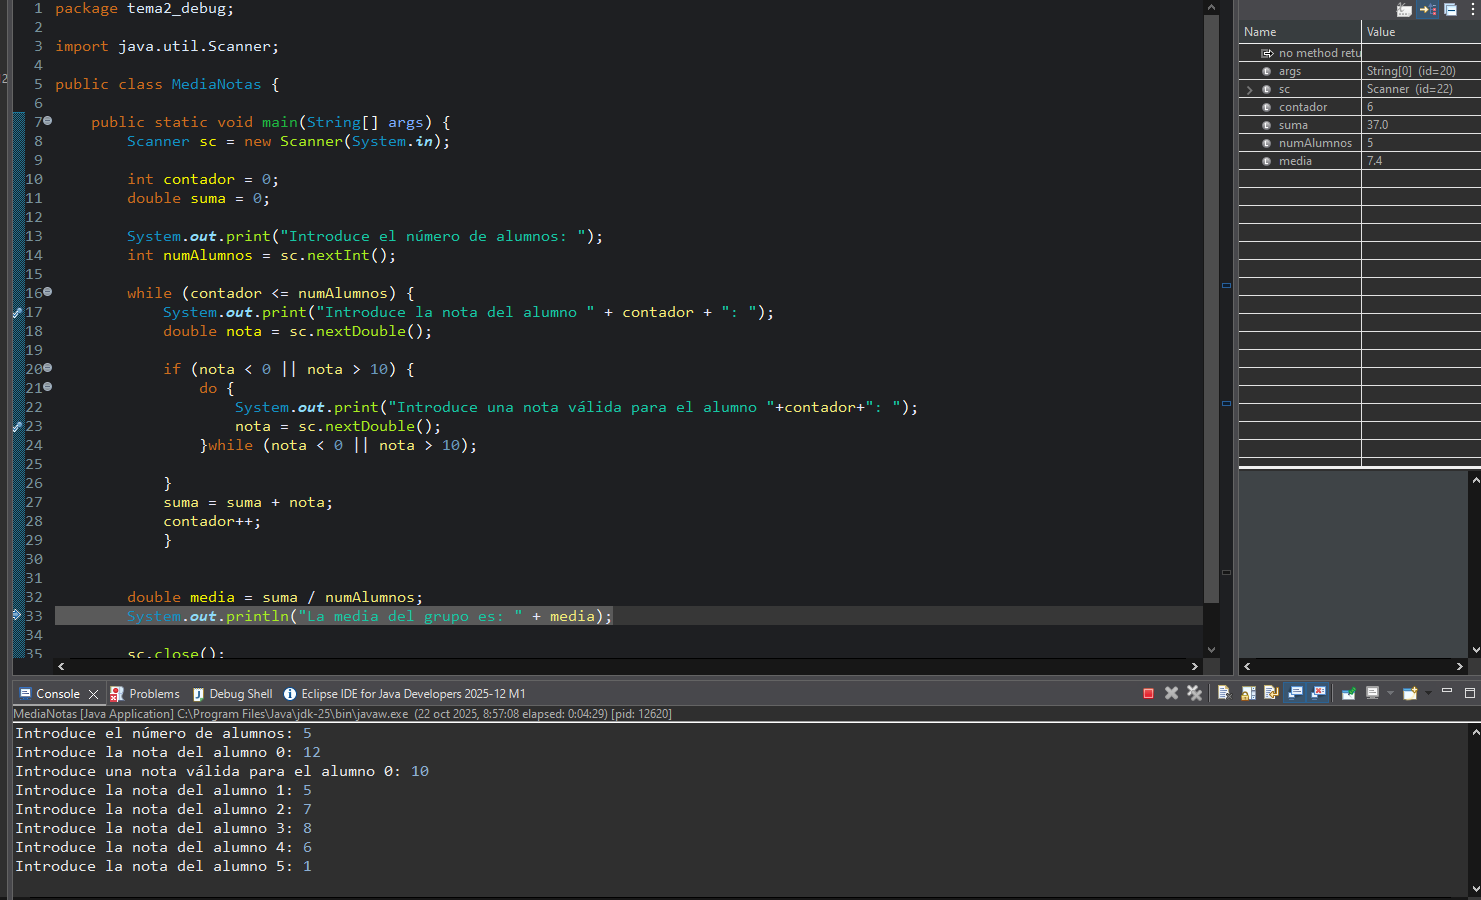 1 package tema2_debug;
2
3 import java.util.Scanner;
4
5 public class MediaNotas {
6
7 public static void main(String[] args) {
8 Scanner sc = new Scanner(System.in);
9
10 int contador = 0;
11 double suma = 0;
12
13 System.out.print("Introduce el número de alumnos: ");
14 int numAlumnos = sc.nextInt();
15
16 while (contador <= numAlumnos) {
17 System.out.print("Introduce la nota del alumno " + contador + ": ");
18 double nota = sc.nextDouble();
19
20 if (nota < 0 || nota > 10) {
21 do {
22 System.out.print("Introduce una nota válida para el alumno "+contador+": ");
23 nota = sc.nextDouble();
24 }while (nota < 0 || nota > 10);
25
26 }
27 suma = suma + nota;
28 contador++;
29 }
30
31
32 double media = suma / numAlumnos;
33 System.out.println("La media del grupo es: " + media);
34
35 sc.close();
Name Value
no method retu
args String[0] (id=20)
sc Scanner (id=22)
contador 6
suma 37.0
numAlumnos 5
media 7.4
Console Problems Debug Shell Eclipse IDE for Java Developers 2025-12 M1
MediaNotas [Java Application] C:\Program Files\Java\jdk-25\bin\javaw.exe (22 oct 2025, 8:57:08 elapsed: 0:04:29) [pid: 12620]
Introduce el número de alumnos: 5
Introduce la nota del alumno 0: 12
Introduce una nota válida para el alumno 0: 10
Introduce la nota del alumno 1: 5
Introduce la nota del alumno 2: 7
Introduce la nota del alumno 3: 8
Introduce la nota del alumno 4: 6
Introduce la nota del alumno 5: 1